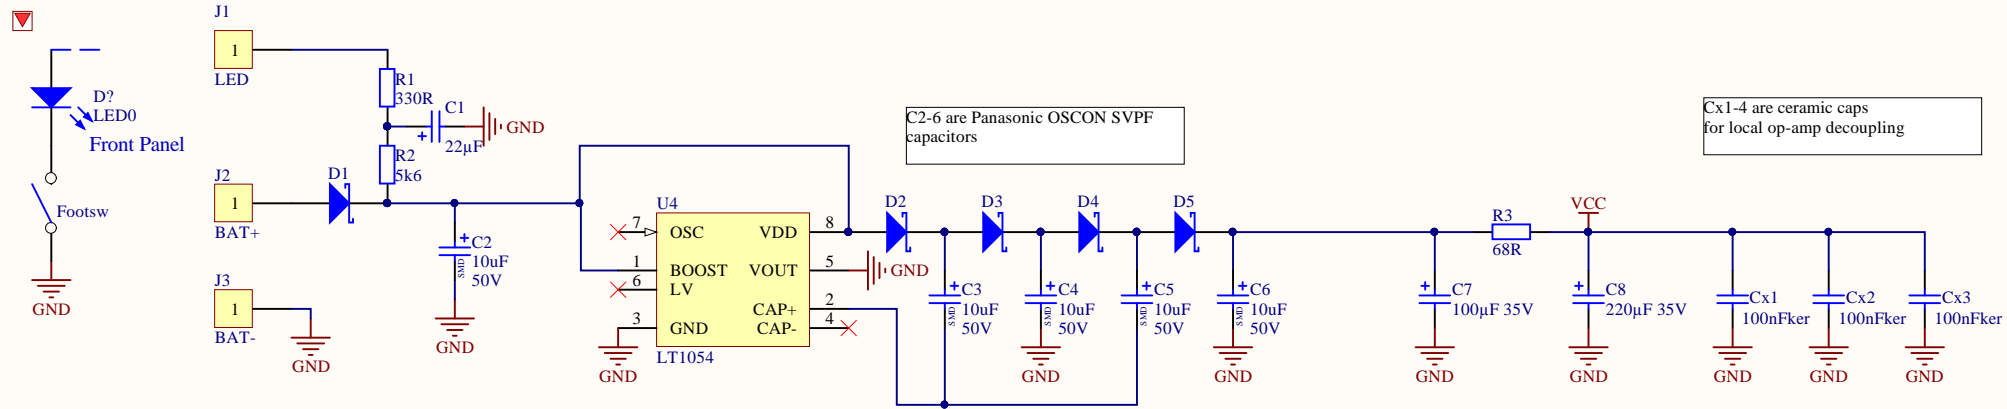 J1
1
LED
D?
LED0
Front Panel
Footsw
GND
R1
330R
C1
22µF
GND
R2
5k6
J2
1
BAT+
D1
J3
1
BAT-
GND
C2
10uF
50V
SMD
GND
U4
7
OSC
VDD
8
1
BOOST
VOUT
5
GND
6
LV
CAP+
2
3
GND
CAP-
4
LT1054
GND
C2-6 are Panasonic OSCON SVPF
capacitors
D2
D3
D4
D5
C3
10uF
50V
SMD
C4
10uF
50V
SMD
GND
C5
10uF
50V
SMD
C6
10uF
50V
SMD
GND
C7
100µF 35V
GND
R3
68R
VCC
C8
220µF 35V
GND
Cx1-4 are ceramic caps
for local op-amp decoupling
Cx1
100nFker
GND
Cx2
100nFker
GND
Cx3
100nFker
GND